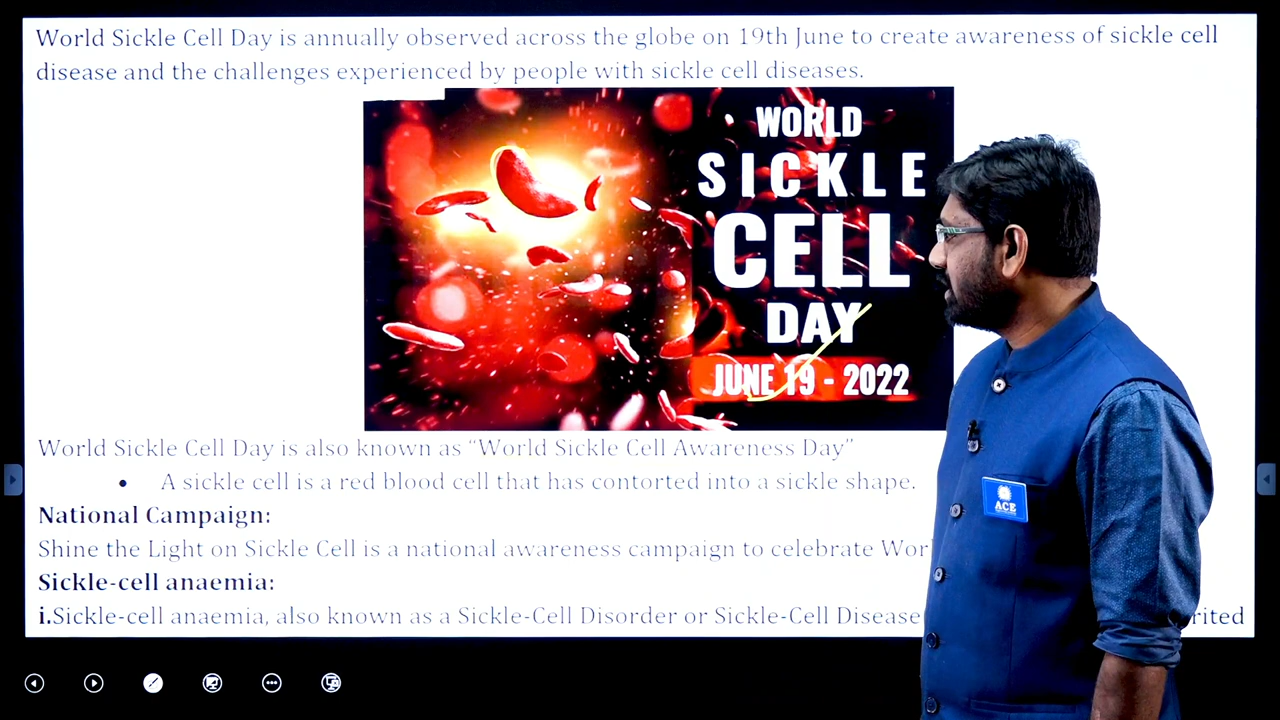 World Sickle Cell Day is annually observed across the globe on 19th June to create awareness of sickle cell
disease and the challenges experienced by people with sickle cell diseases.
WORLD
SICKLE
CELL
DAY
JUNE 19 - 2022
World Sickle Cell Day is also known as “World Sickle Cell Awareness Day”
• A sickle cell is a red blood cell that has contorted into a sickle shape.
National Campaign:
Shine the Light on Sickle Cell is a national awareness campaign to celebrate Wor
Sickle-cell anaemia:
i.Sickle-cell anaemia, also known as a Sickle-Cell Disorder or Sickle-Cell Disease rited
ACE